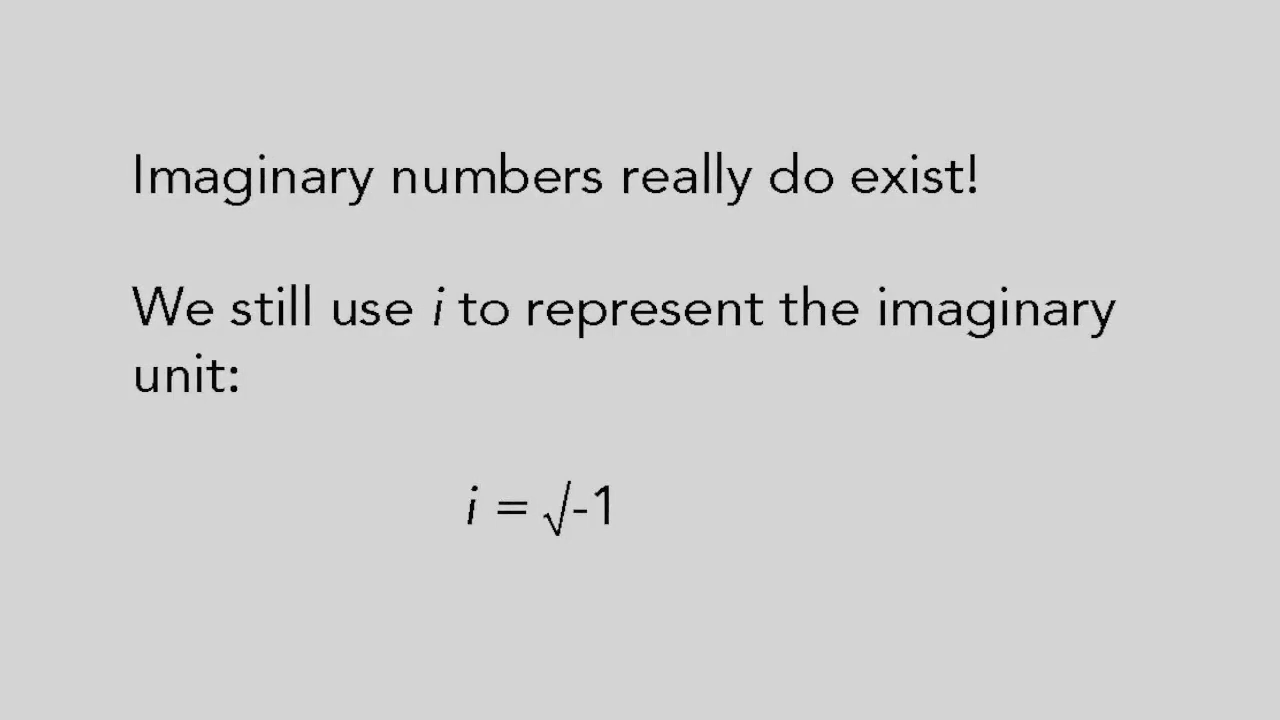 Imaginary numbers really do exist!
We still use i to represent the imaginary
unit:
i = √-1